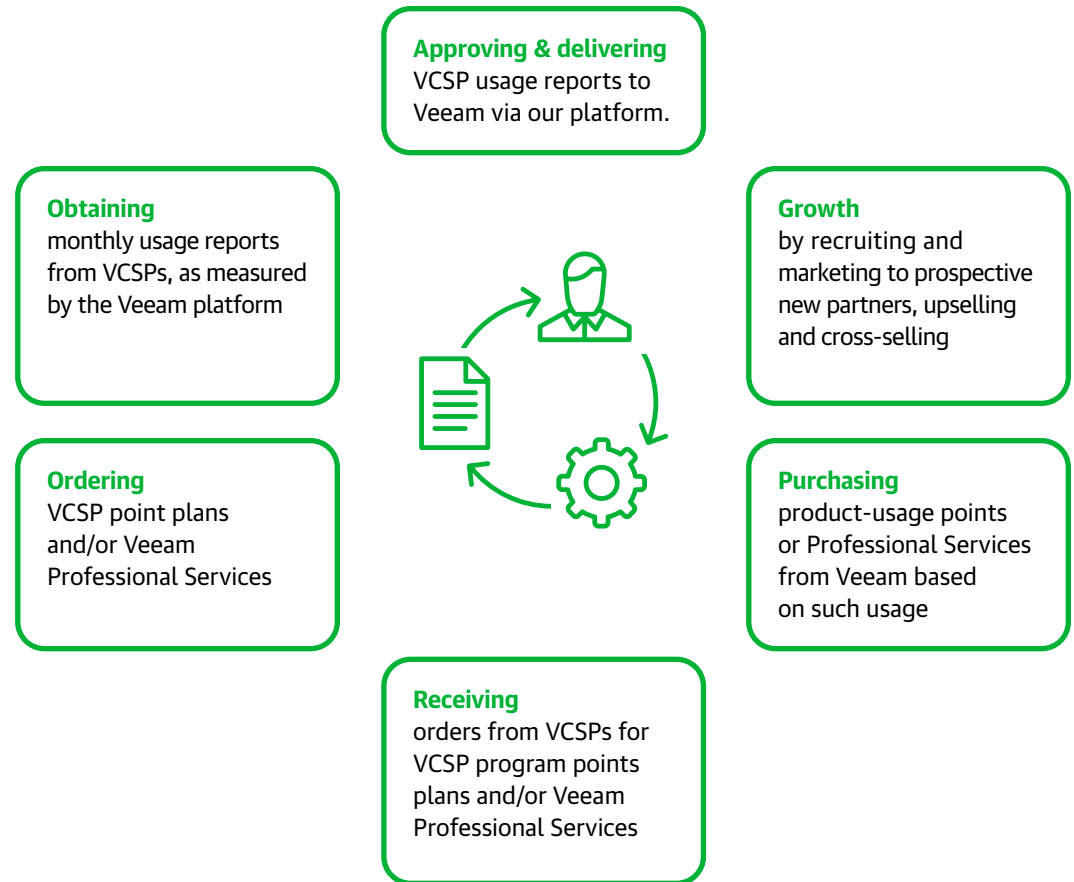 Approving & delivering
VCSP usage reports to
Veeam via our platform.
Obtaining
monthly usage reports
from VCSPs, as measured
by the Veeam platform
Growth
by recruiting and
marketing to prospective
new partners, upselling
and cross-selling
Ordering
VCSP point plans
and/or Veeam
Professional Services
Purchasing
product-usage points
or Professional Services
from Veeam based
on such usage
Receiving
orders from VCSPs for
VCSP program points
plans and/or Veeam
Professional Services